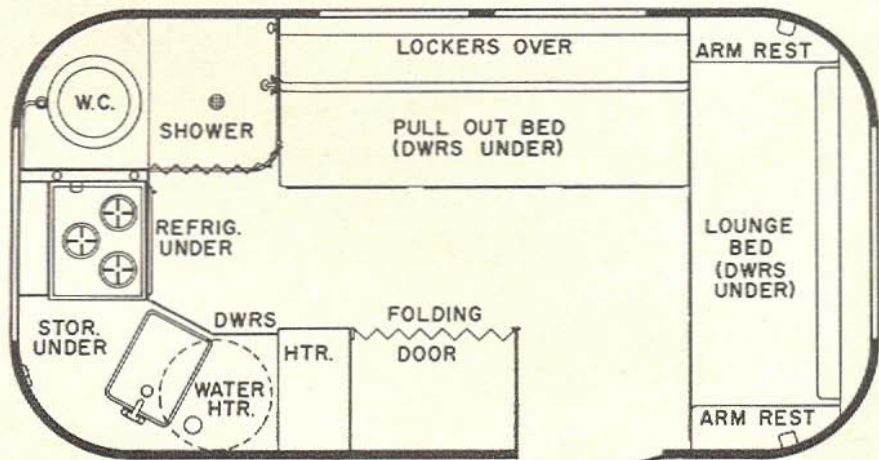 LOCKERS OVER
ARM REST
W.C.
SHOWER
PULL OUT BED
(DWRS UNDER)
REFRIG.
UNDER
LOUNGE
BED
(DWRS
UNDER)
STOR.
UNDER
DWRS
FOLDING
DOOR
HTR.
WATER
HTR.
ARM REST